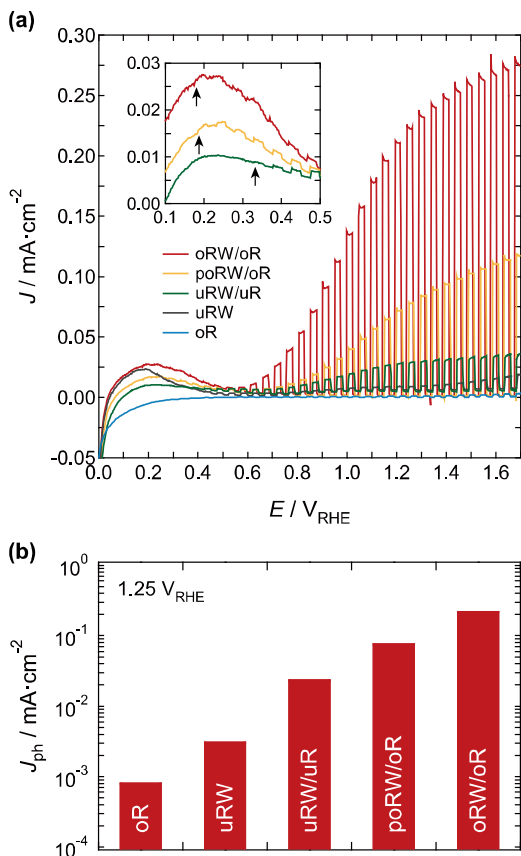 (a)
0.30
0.25
0.20
0.15
0.10
0.05
0.00
-0.05
J / mA·cm⁻²
0.03
0.02
0.01
0.00
0.1 0.2 0.3 0.4 0.5
oRW/oR
poRW/oR
uRW/uR
uRW
oR
0.0 0.2 0.4 0.6 0.8 1.0 1.2 1.4 1.6
E / V_RHE
(b)
1.25 V_RHE
10⁰
10⁻¹
10⁻²
10⁻³
10⁻⁴
J_ph / mA·cm⁻²
oR uRW uRW/uR poRW/oR oRW/oR